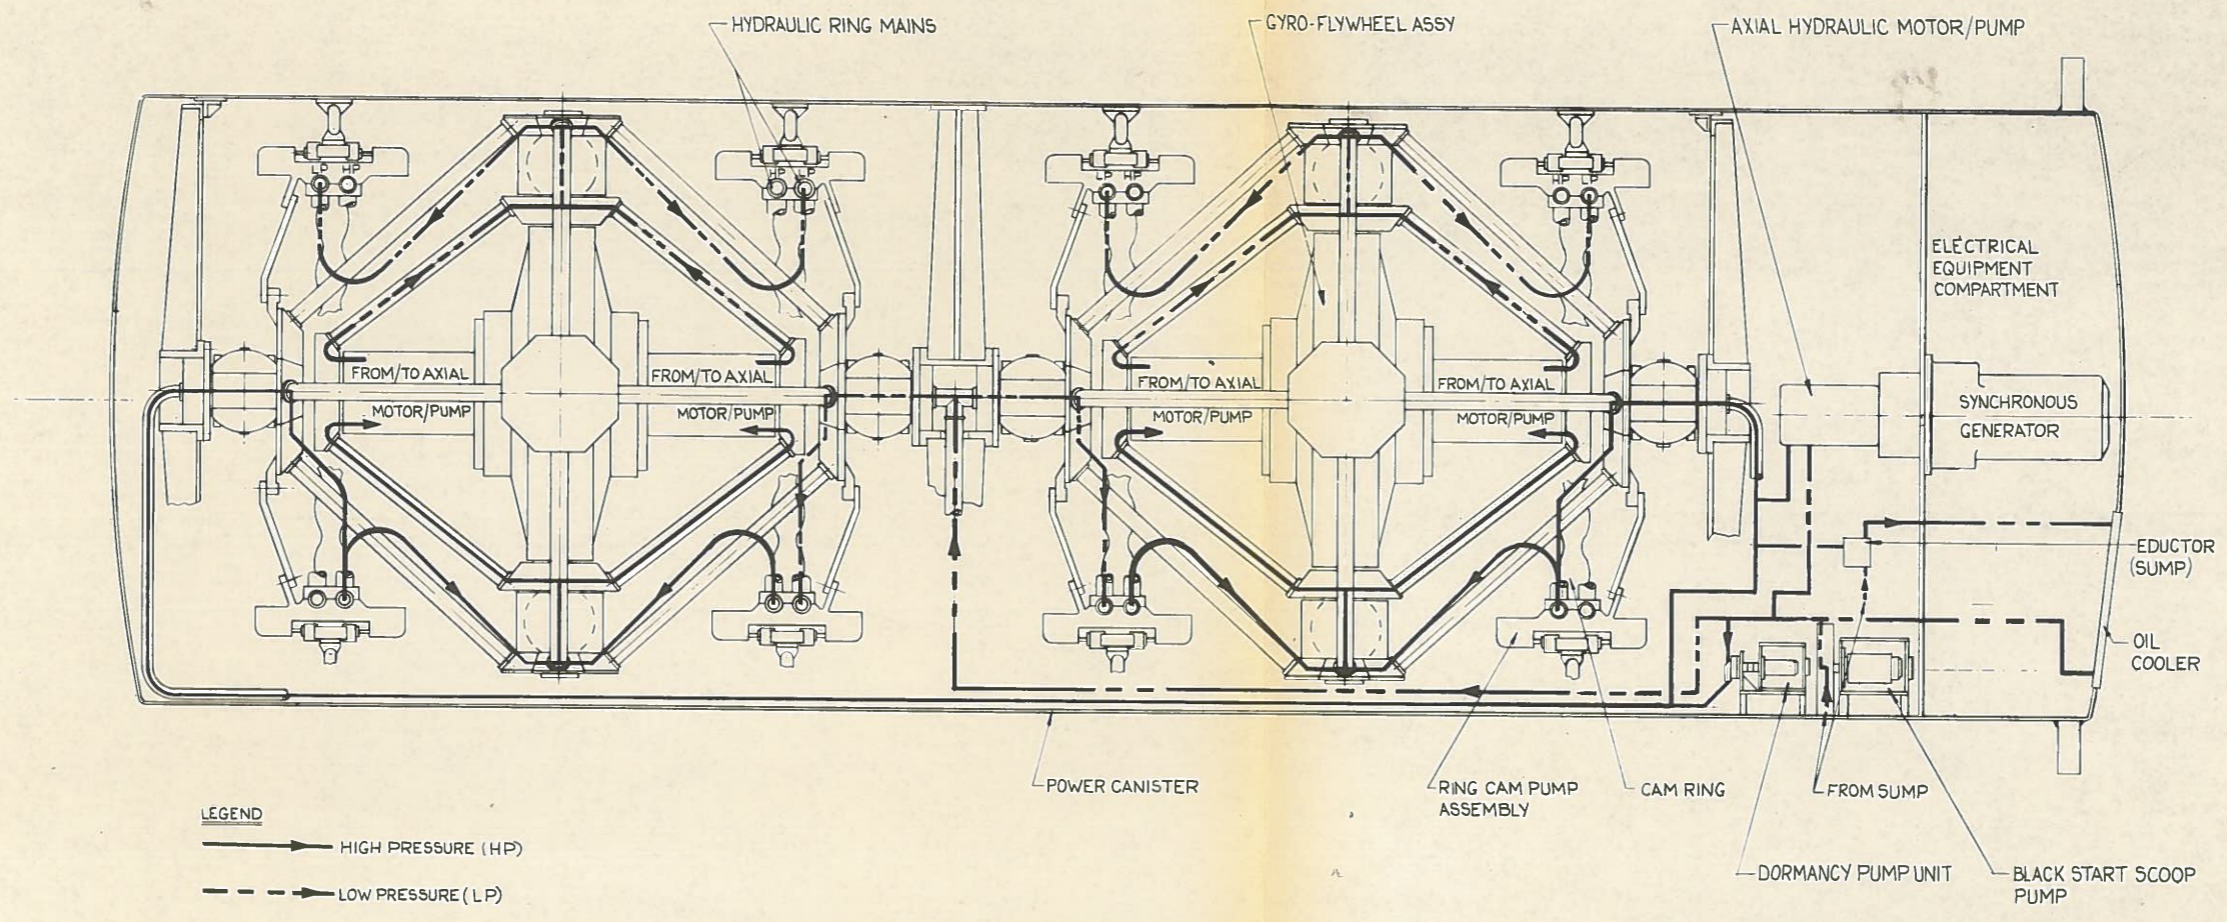 HYDRAULIC RING MAINS
GYRO-FLYWHEEL ASSY
AXIAL HYDRAULIC MOTOR/PUMP
LP HP
HP LP
LP HP
HP LP
ELECTRICAL
EQUIPMENT
COMPARTMENT
FROM/TO AXIAL
MOTOR/PUMP
FROM/TO AXIAL
MOTOR/PUMP
FROM/TO AXIAL
MOTOR/PUMP
FROM/TO AXIAL
MOTOR/PUMP
SYNCHRONOUS
GENERATOR
EDUCTOR
(SUMP)
OIL
COOLER
POWER CANISTER
RING CAM PUMP
ASSEMBLY
CAM RING
FROM SUMP
DORMANCY PUMP UNIT
BLACK START SCOOP
PUMP
LEGEND
HIGH PRESSURE (HP)
LOW PRESSURE (LP)